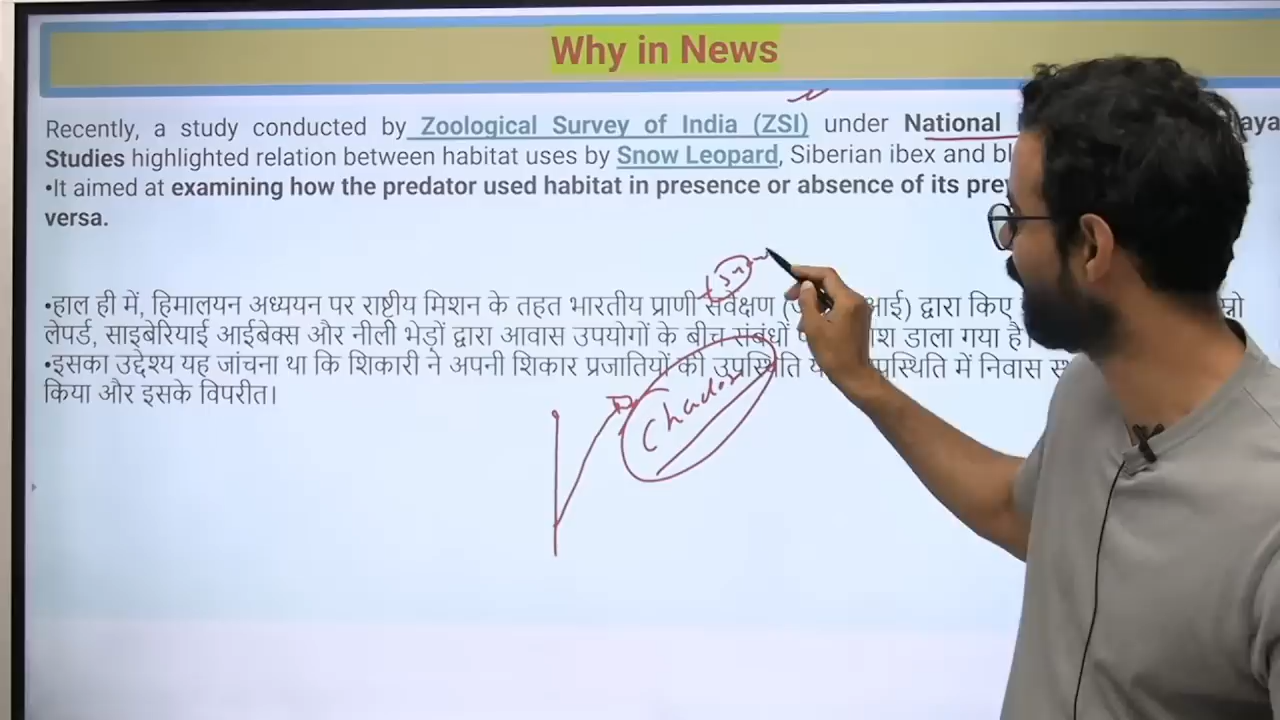 Why in News
Recently, a study conducted by Zoological Survey of India (ZSI) under National
Studies highlighted relation between habitat uses by Snow Leopard, Siberian ibex and
•It aimed at examining how the predator used habitat in presence or absence of its
versa.
•हाल ही में, हिमालयन अध्ययन पर राष्ट्रीय मिशन के तहत भारतीय प्राणी सर्वेक्षण द्वारा किए
लेपर्ड, साइबेरियाई आईबेक्स और नीली भेड़ों द्वारा आवास उपयोगों के बीच संबंधों डाला गया है
•इसका उद्देश्य यह जांचना था कि शिकारी ने अपनी शिकार प्रजातियों की उपस्थिति में निवास
किया और इसके विपरीत।